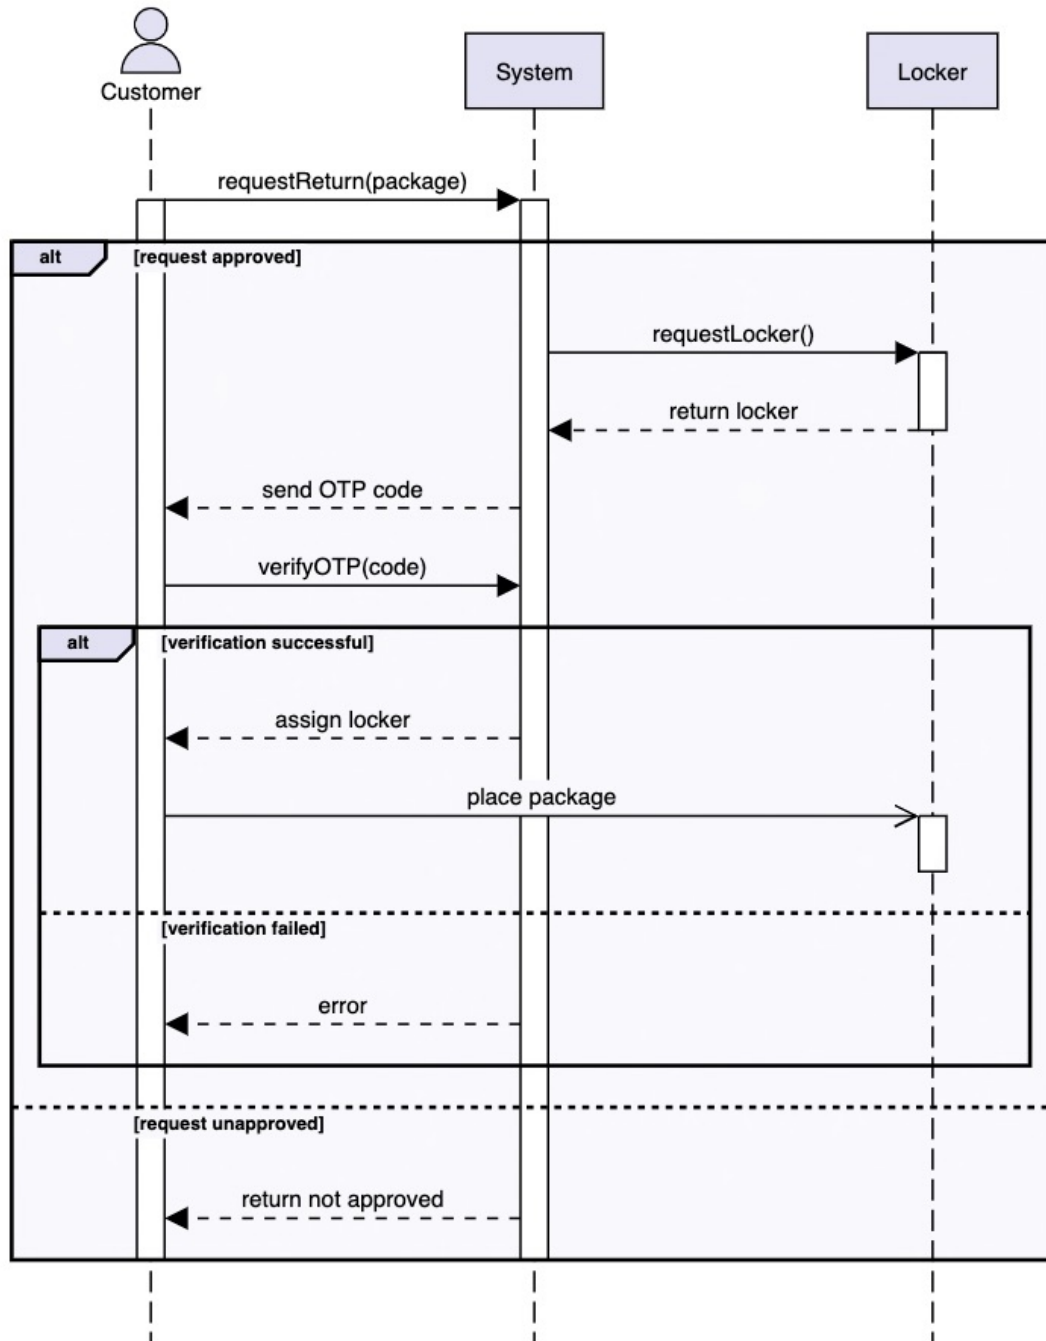 Customer
System
Locker
requestReturn(package)
alt
[request approved]
requestLocker()
return locker
send OTP code
verifyOTP(code)
alt
[verification successful]
assign locker
place package
[verification failed]
error
[request unapproved]
return not approved